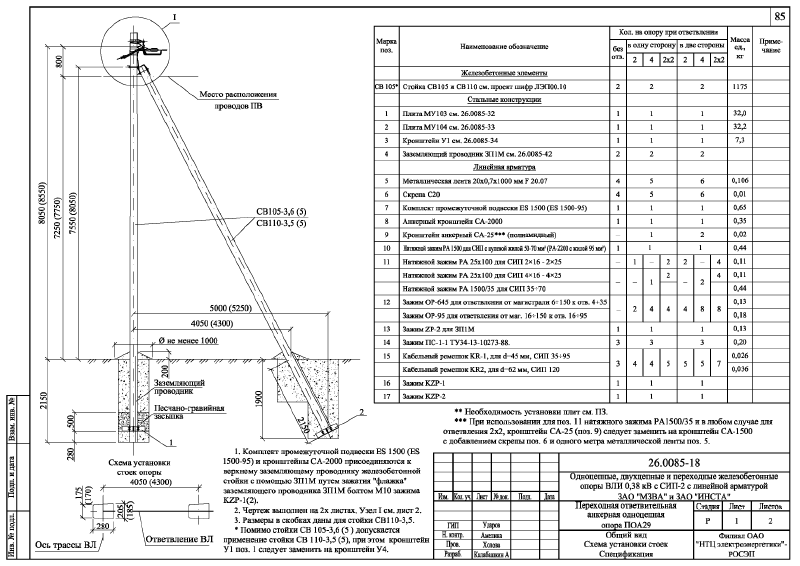 85
I
800
8050 (8550)
7250 (7750)
7550 (8050)
Место расположения
проводов ПВ
СВ105-3,6 (5)
СВ110-3,5 (5)
5000 (5250)
4050 (4300)
Ø не менее 1000
200
Заземляющий
проводник
Песчано-гравийная
засыпка
2150
500
280
1900
2150
1
2
Схема установки
стоек опоры
4050 (4300)
175
(170)
205
(185)
280
Ось трассы ВЛ
Ответвление ВЛ
1. Комплект промежуточной подвески ES 1500 (ES
1500-95) и кронштейны СА-2000 присоединяются к
верхнему заземляющему проводнику железобетонной
стойки с помощью ЗП1М путем зажатия "флажка"
заземляющего проводника ЗП1М болтом М10 зажима
KZP-1(2).
2. Чертеж выполнен на 2х листах. Узел I см. лист 2.
3. Размеры в скобках даны для стойки СВ110-3,5.
* Помимо стойки СВ 105-3,6 (5 ) допускается
применение стойки СВ 110-3,5 (5), при этом кронштейн
У1 поз. 1 следует заменить на кронштейн У4.
Марка поз. | Наименование обозначение | Кол. на опору при ответвлении | Масса ед., кг | Приме-чание
без отв. | в одну сторону | в две стороны
2 | 4 | 2х2 | 2 | 4 | 2х2
Железобетонные элементы
СВ 105* | Стойка СВ105 и СВ110 см. проект шифр ЛЭП00.10 | 2 | 2 | 2 | 1175
Стальные конструкции
1 | Плита МУ103 см. 26.0085-32 | 1 | 1 | 1 | 32,0
2 | Плита МУ104 см. 26.0085-33 | 1 | 1 | 1 | 32,2
3 | Кронштейн У1 см. 26.0085-34 | 1 | 1 | 1 | 7,3
4 | Заземляющий проводник ЗП1М см. 26.0085-42 | 2 | 2 | 2
Линейная арматура
5 | Металлическая лента 20х0,7х1000 мм F 20.07 | 4 | 5 | 6 | 0,106
6 | Скрепа С20 | 4 | 5 | 6 | 0,01
7 | Комплект промежуточной подвески ES 1500 (ES 1500-95) | 1 | 1 | 1 | 0,65
8 | Анкерный кронштейн СА-2000 | 1 | 1 | 1 | 0,35
9 | Кронштейн анкерный СА-25*** (полиамидный) | – | 1 | 2 | 0,02
10 | Натяжной зажим РА 1500 для СИП с нулевой жилой 50-70 мм² (РА-2200 с жилой 95 мм²) | 1 | 1 | 1 | 0,44
11 | Натяжной зажим РА 25х100 для СИП 2×16 - 2×25 | – | 1 | – | 2 | 2 | – | 4 | 0,11
Натяжной зажим РА 25х100 для СИП 4×16 - 4×25 | – | – | 1 | 2 | – | 2 | 4 | 0,11
Натяжной зажим РА 1500/35 для СИП 35÷70 | 0,44
12 | Зажим ОР-645 для ответвления от магистрали 6÷150 к отв. 4÷35 | – | 2 | 4 | 4 | 4 | 8 | 8 | 0,13
Зажим ОР-95 для ответвления от маг. 16÷150 к отв. 16÷95 | 0,18
13 | Зажим ZP-2 для ЗП1М | 1 | 1 | 1 | 0,13
14 | Зажим ПС-1-1 ТУ34-13-10273-88. | 3 | 3 | 3 | 0,20
15 | Кабельный ремешок KR-1, для d=45 мм, СИП 35÷95 | 3 | 4 | 4 | 5 | 5 | 5 | 7 | 0,026
Кабельный ремешок KR2, для d=62 мм, СИП 120 | 0,036
16 | Зажим KZP-1 | 1 | 1 | 1
17 | Зажим KZP-2 | 1 | 1 | 1
** Необходимость установки плит см. ПЗ.
*** При использовании для поз. 11 натяжного зажима РА1500/35 и в любом случае для
ответвления 2х2, кронштейн СА-25 (поз. 9) следует заменить на кронштейн СА-1500
с добавлением скрепы поз. 6 и одного метра металлической ленты поз. 5.
26.0085-18
Одноцепные, двухцепные и переходные железобетонные
опоры ВЛИ 0,38 кВ с СИП-2 с линейной арматурой
ЗАО "МЗВА" и ЗАО "ИНСТА"
Изм. | Кол. уч. | Лист | № док. | Подп. | Дата
Переходная ответвительная
анкерная одноцепная
опора ПОА29
Стадия | Лист | Листов
Р | 1 | 2
ГИП | Ударов
Н. контр. | Амелина
Пров. | Холова
Разраб | Калабашкин А
Общий вид
Схема установки стоек
Спецификация
Филиал ОАО
"НТЦ электроэнергетики"-
РОСЭП
Взам. инв. №
Подп. и дата
Инв. № подл.